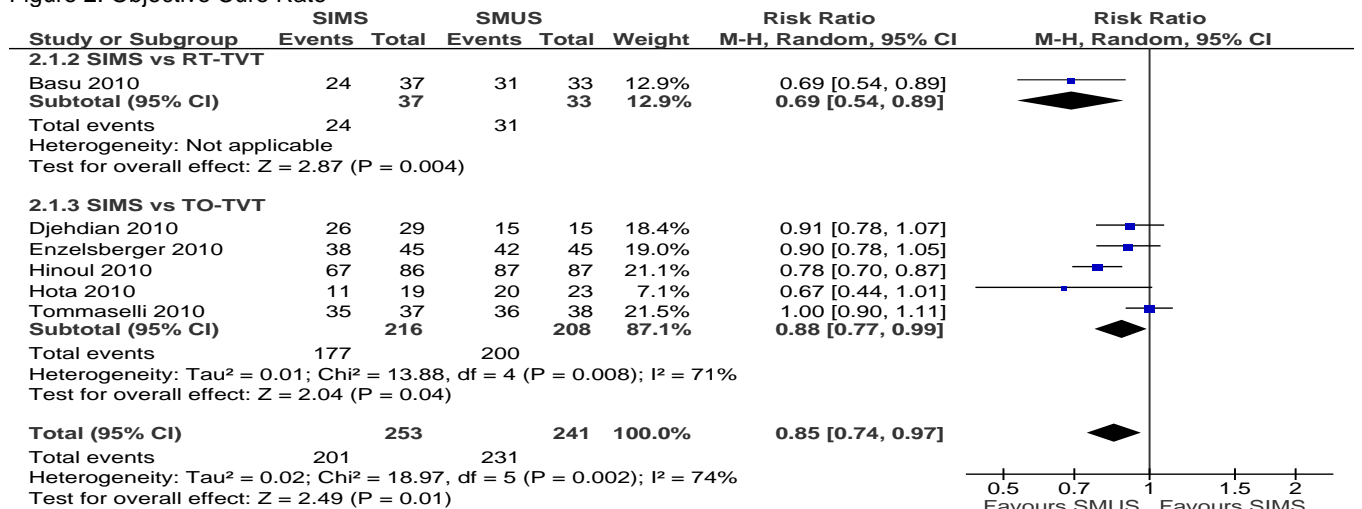 Figure 2. Objective Cure Rate
SIMS SMUS Risk Ratio Risk Ratio
Study or Subgroup Events Total Events Total Weight M-H, Random, 95% CI M-H, Random, 95% CI
2.1.2 SIMS vs RT-TVT
Basu 2010 24 37 31 33 12.9% 0.69 [0.54, 0.89]
Subtotal (95% CI) 37 33 12.9% 0.69 [0.54, 0.89]
Total events 24 31
Heterogeneity: Not applicable
Test for overall effect: Z = 2.87 (P = 0.004)
2.1.3 SIMS vs TO-TVT
Djehdian 2010 26 29 15 15 18.4% 0.91 [0.78, 1.07]
Enzelsberger 2010 38 45 42 45 19.0% 0.90 [0.78, 1.05]
Hinoul 2010 67 86 87 87 21.1% 0.78 [0.70, 0.87]
Hota 2010 11 19 20 23 7.1% 0.67 [0.44, 1.01]
Tommaselli 2010 35 37 36 38 21.5% 1.00 [0.90, 1.11]
Subtotal (95% CI) 216 208 87.1% 0.88 [0.77, 0.99]
Total events 177 200
Heterogeneity: Tau² = 0.01; Chi² = 13.88, df = 4 (P = 0.008); I² = 71%
Test for overall effect: Z = 2.04 (P = 0.04)
Total (95% CI) 253 241 100.0% 0.85 [0.74, 0.97]
Total events 201 231
Heterogeneity: Tau² = 0.02; Chi² = 18.97, df = 5 (P = 0.002); I² = 74%
Test for overall effect: Z = 2.49 (P = 0.01)
0.5 0.7 1 1.5 2
Favours SMUS Favours SIMS